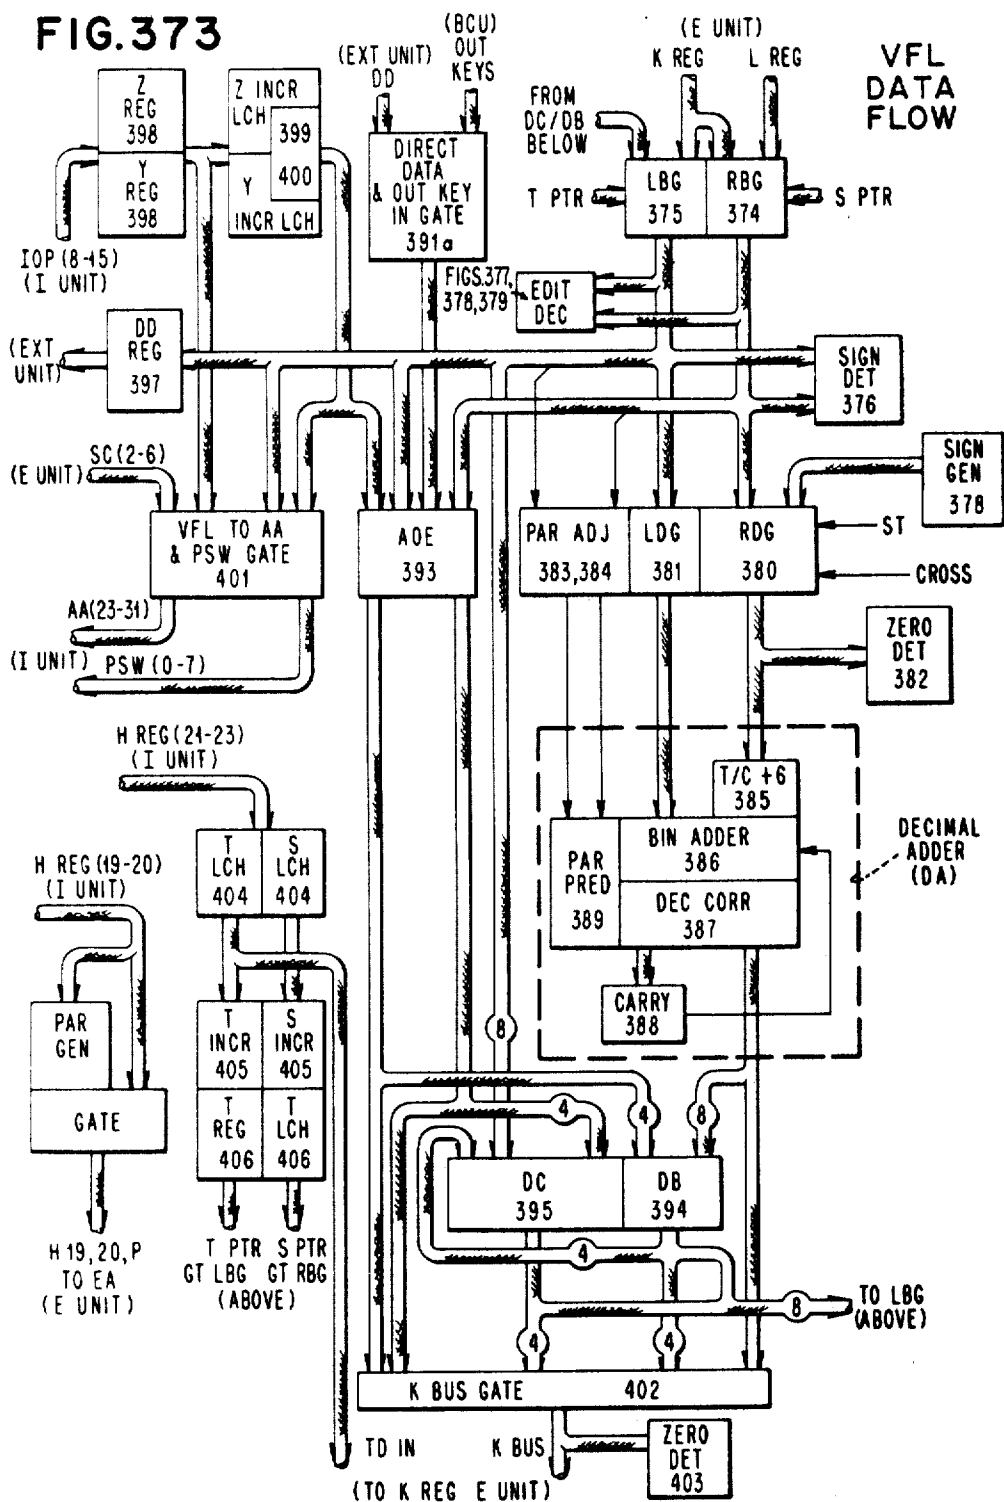 FIG.373
VFL
DATA
FLOW
(E UNIT)
K REG
L REG
(BCU)
OUT
KEYS
(EXT UNIT)
DD
FROM
DC/DB
BELOW
Z
REG
398
Y
REG
398
Z INCR
LCH
399
400
Y
INCR LCH
DIRECT
DATA
& OUT KEY
IN GATE
391a
T PTR
LBG
375
RBG
374
S PTR
IOP (8-15)
(I UNIT)
FIGS.377,
378,379
EDIT
DEC
(EXT
UNIT)
DD
REG
397
SIGN
DET
376
SC(2-6)
(E UNIT)
SIGN
GEN
378
VFL TO AA
& PSW GATE
401
AOE
393
PAR ADJ
383,384
LDG
381
RDG
380
ST
CROSS
AA(23-31)
(I UNIT)
PSW (0-7)
ZERO
DET
382
H REG (21-23)
(I UNIT)
T/C +6
385
BIN ADDER
386
PAR
PRED
389
DEC CORR
387
DECIMAL
ADDER
(DA)
T
LCH
404
S
LCH
404
H REG (19-20)
(I UNIT)
CARRY
388
PAR
GEN
GATE
T
INCR
405
S
INCR
405
T
REG
406
T
LCH
406
8
4
4
8
DC
395
DB
394
H 19, 20, P
TO EA
(E UNIT)
T PTR
GT LBG
S PTR
GT RBG
(ABOVE)
4
8
TO LBG
(ABOVE)
4
4
K BUS GATE 402
TD IN
K BUS
ZERO
DET
403
(TO K REG E UNIT)